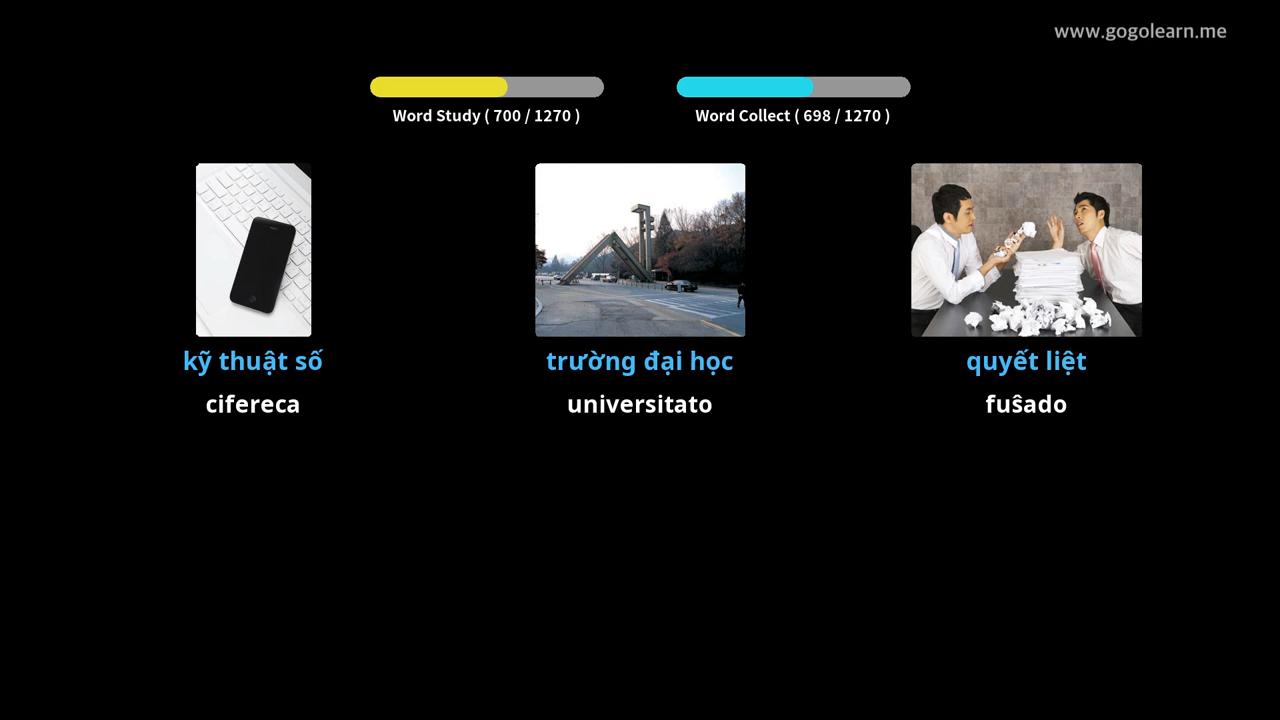 www.gogolearn.me
Word Study ( 700 / 1270 )
Word Collect ( 698 / 1270 )
kỹ thuật số
cifereca
trường đại học
universitato
quyết liệt
fuŝado